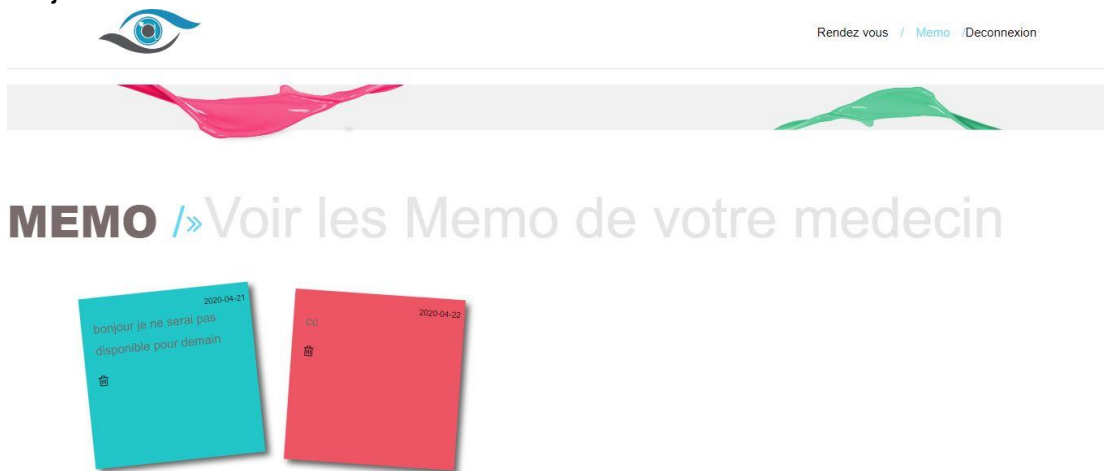 Rendez vous / Memo /Deconnexion
MEMO /» Voir les Memo de votre medecin
2020-04-21
bonjour je ne serai pas
disponible pour demain
2020-04-22
cc